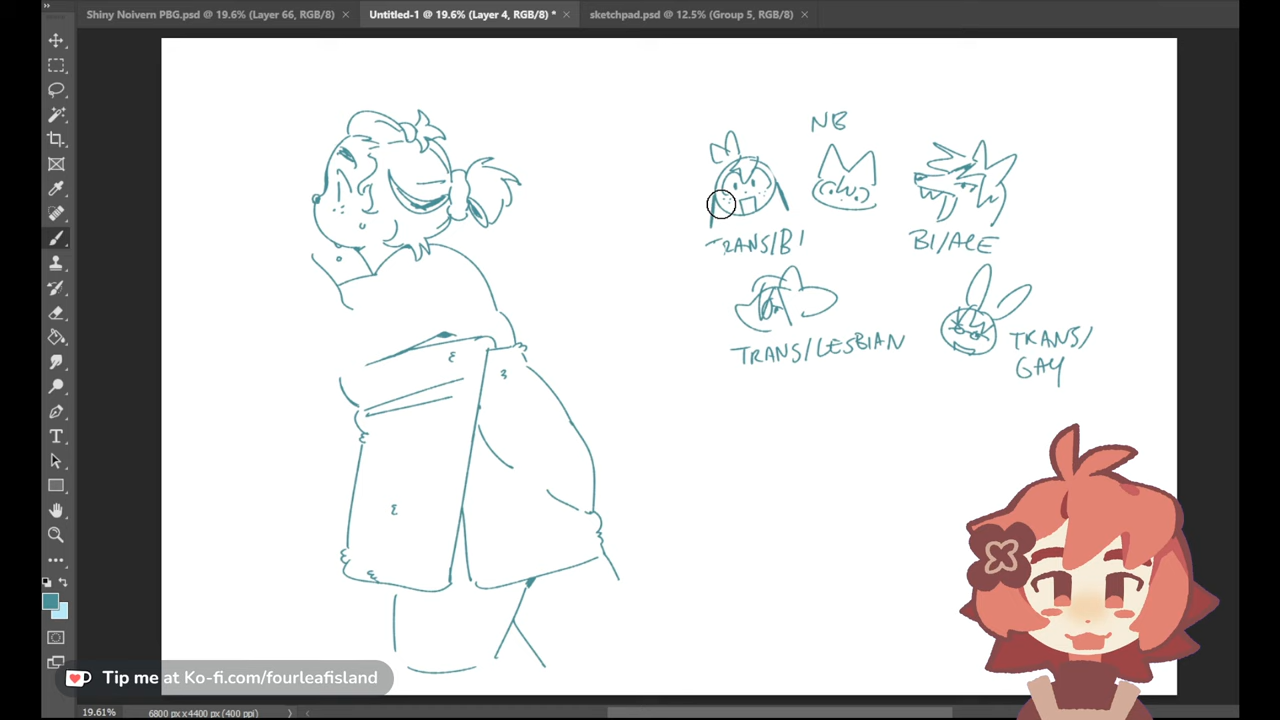 Shiny Noivern PBG.psd @ 19.6% (Layer 66, RGB/8) ×
Untitled-1 @ 19.6% (Layer 4, RGB/8) * ×
sketchpad.psd @ 12.5% (Group 5, RGB/8) ×
NB
TRANS/BI
BI/ACE
TRANS/LESBIAN
TRANS/
GAY
Tip me at Ko-fi.com/fourleafisland
19.61%
6800 px x 4400 px (400 ppi)